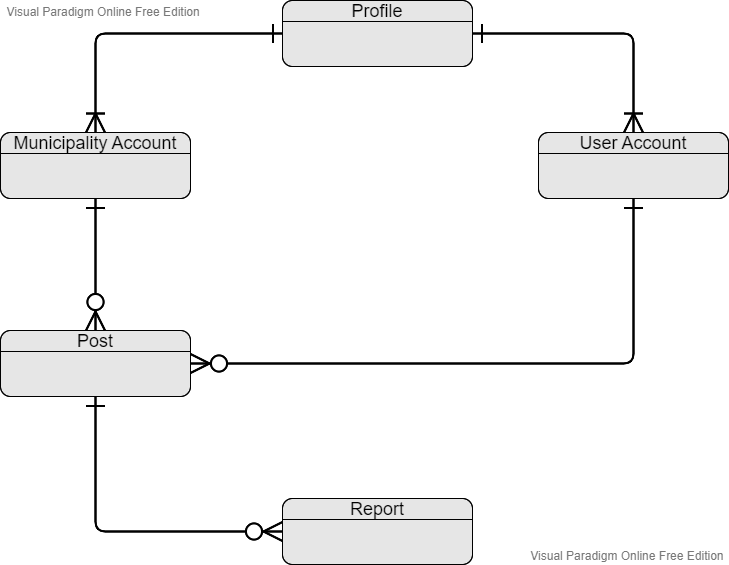 Visual Paradigm Online Free Edition
Profile
Municipality Account
User Account
Post
Report
Visual Paradigm Online Free Edition